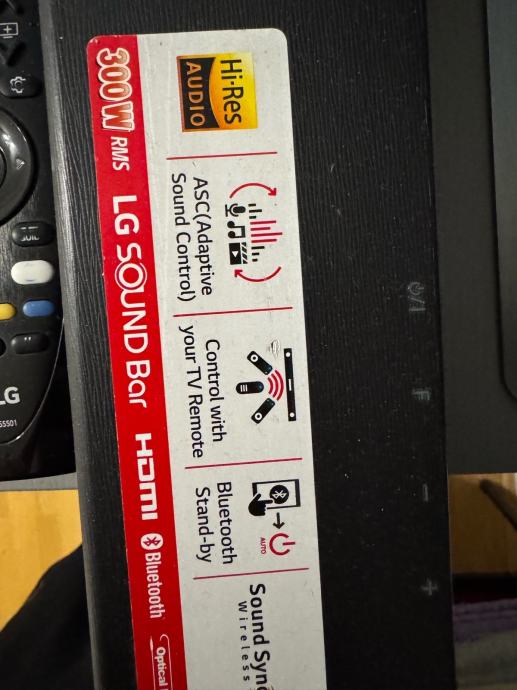 Hi-Res
AUDIO
ASC(Adaptive
Sound Control)
Control with
your TV Remote
AUTO
Bluetooth
Stand-by
Sound Sync
Wireless
300W RMS
LG SOUND Bar
HDMI
Bluetooth
Optical
F
- +
LG